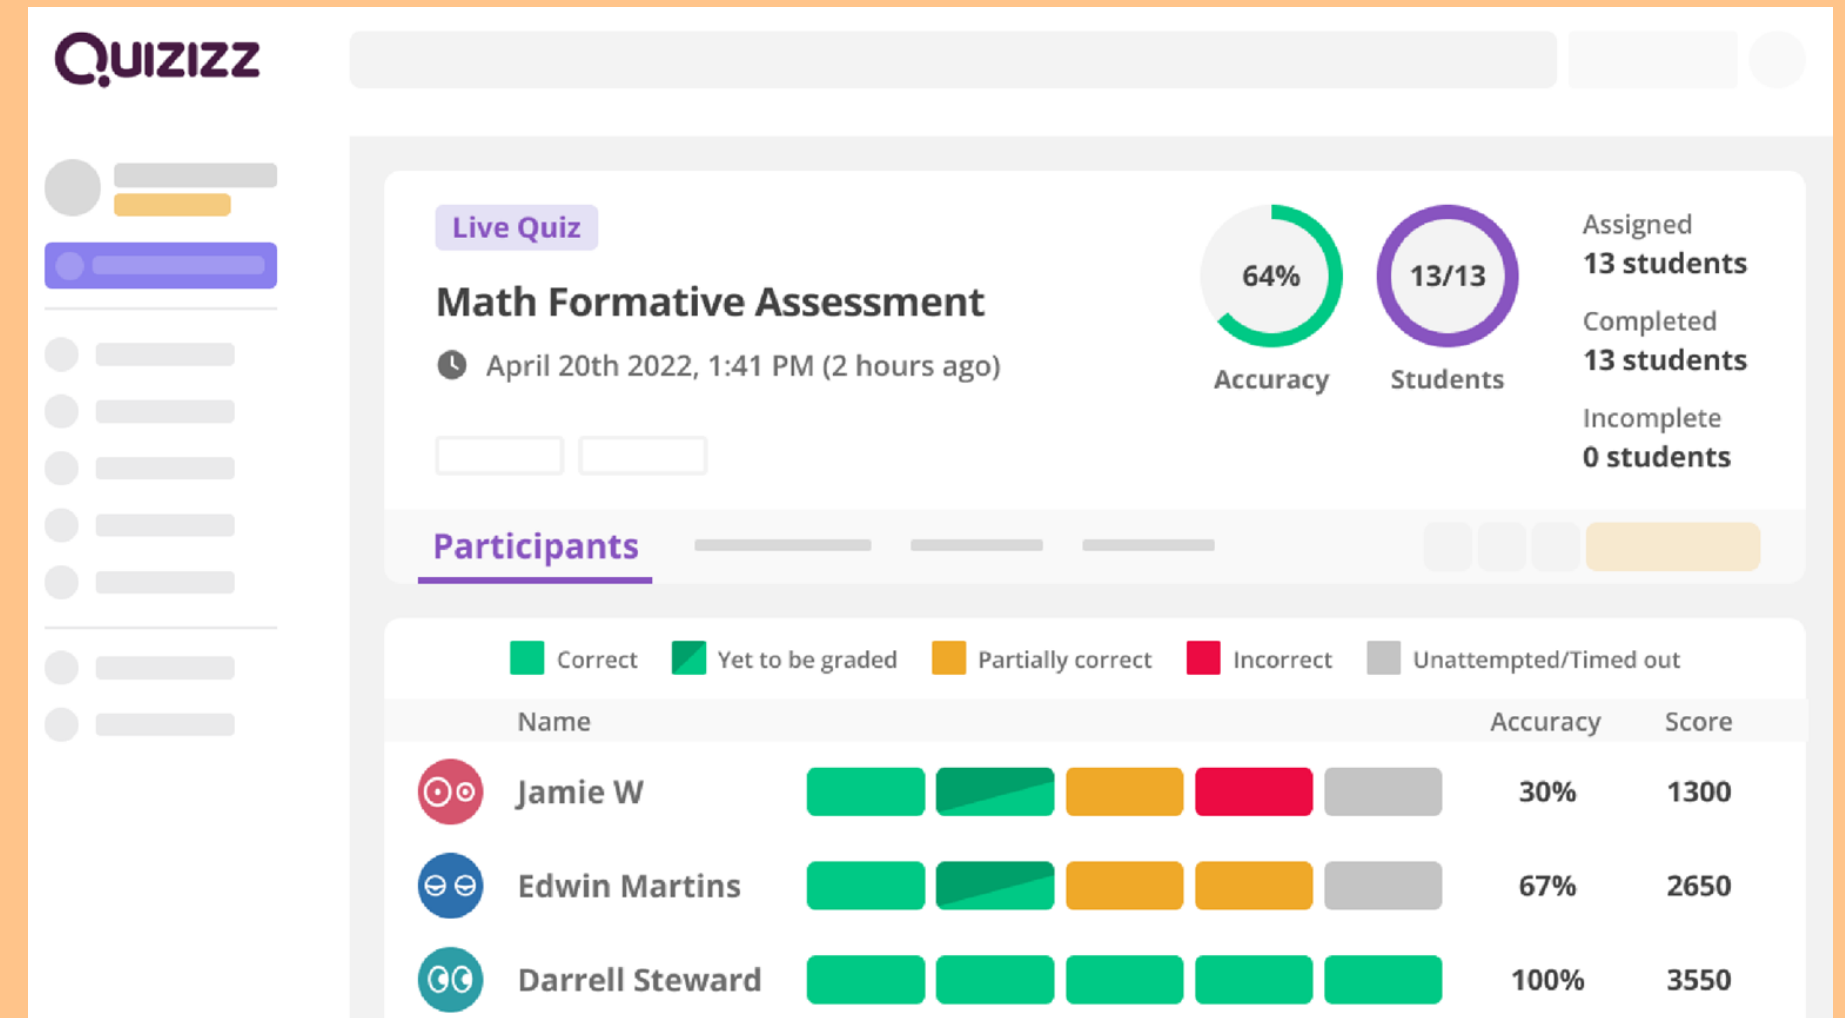 Quizizz
Live Quiz
Math Formative Assessment
April 20th 2022, 1:41 PM (2 hours ago)
64%
Accuracy
13/13
Students
Assigned
13 students
Completed
13 students
Incomplete
0 students
Participants
Correct Yet to be graded Partially correct Incorrect Unattempted/Timed out
Name Accuracy Score
Jamie W 30% 1300
Edwin Martins 67% 2650
Darrell Steward 100% 3550